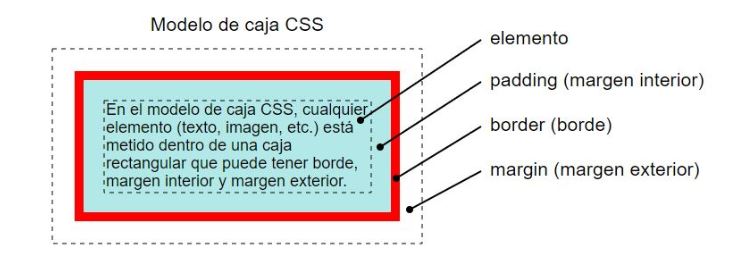 Modelo de caja CSS
elemento
padding (margen interior)
border (borde)
margin (margen exterior)
En el modelo de caja CSS, cualquier
elemento (texto, imagen, etc.) está
metido dentro de una caja
rectangular que puede tener borde,
margen interior y margen exterior.